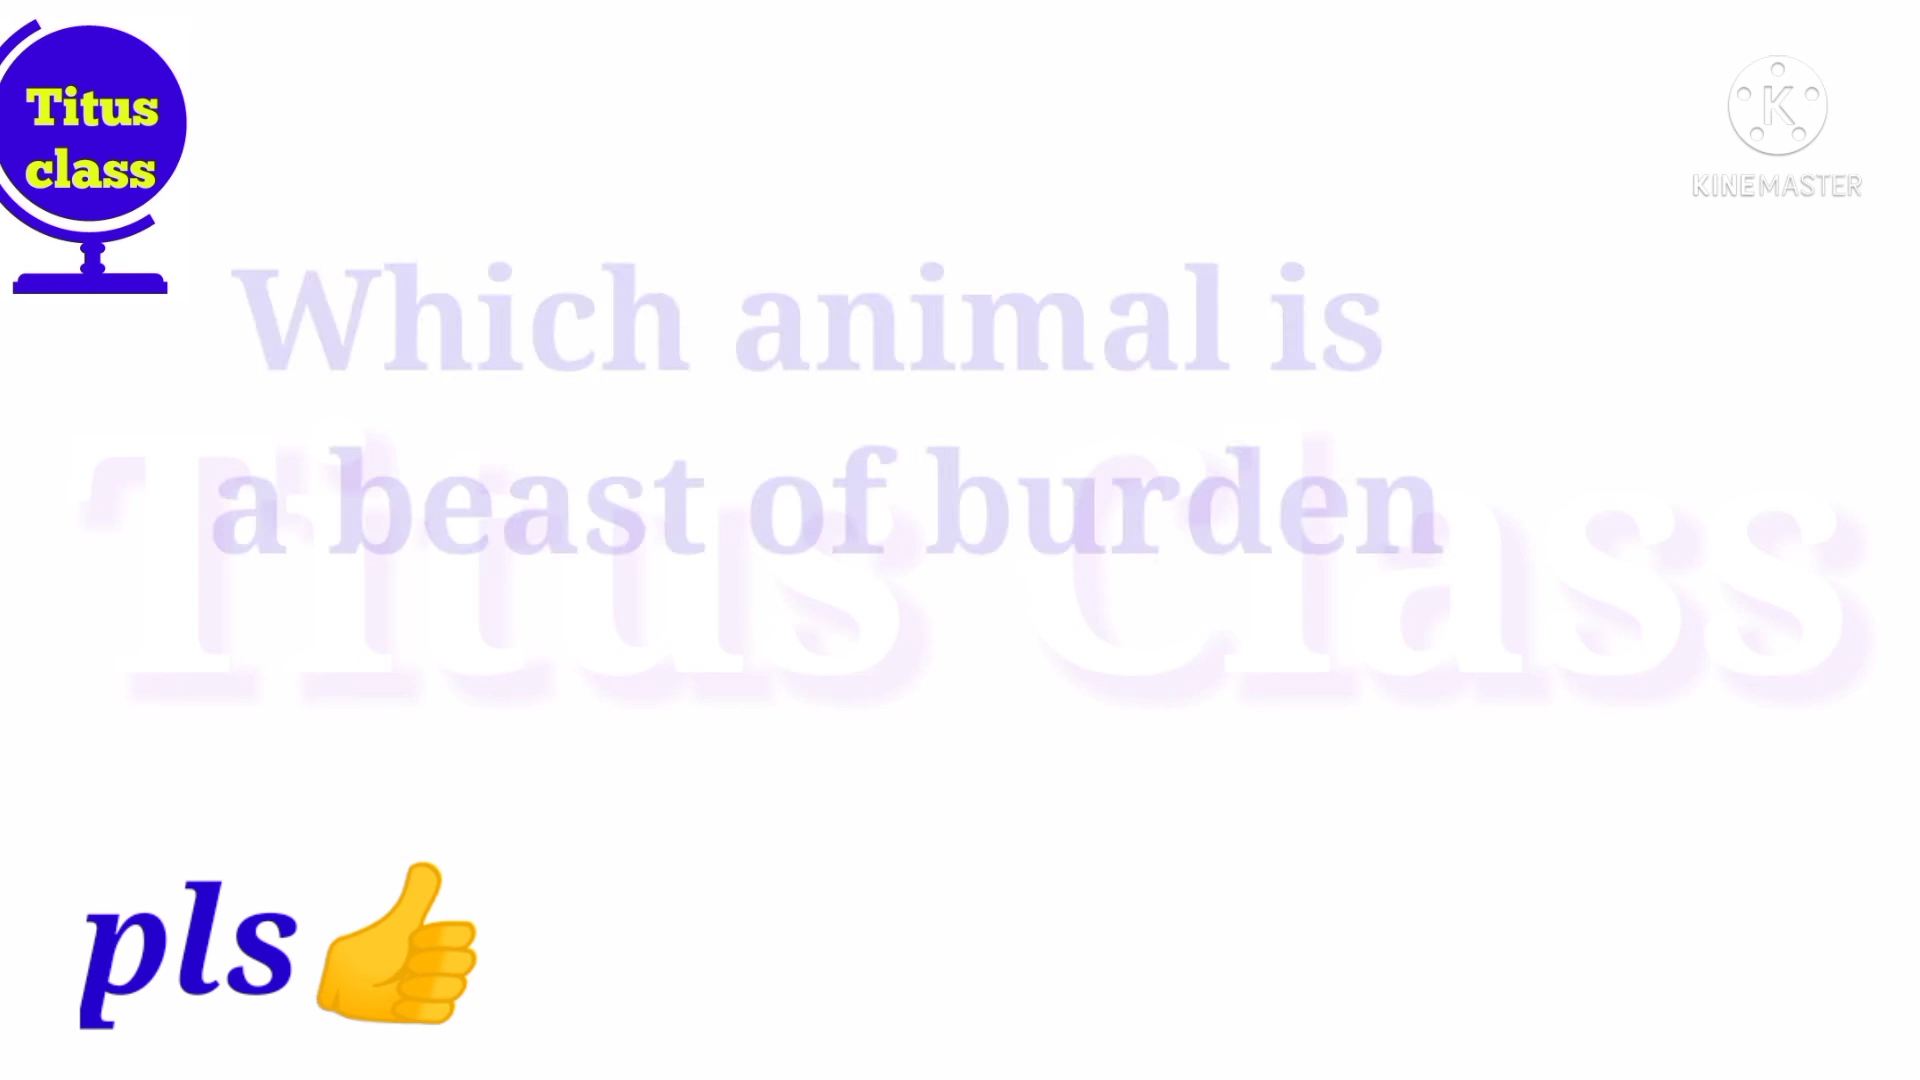 Titus
class
K
KINEMASTER
Which animal is
a beast of burden
Titus Class
pls